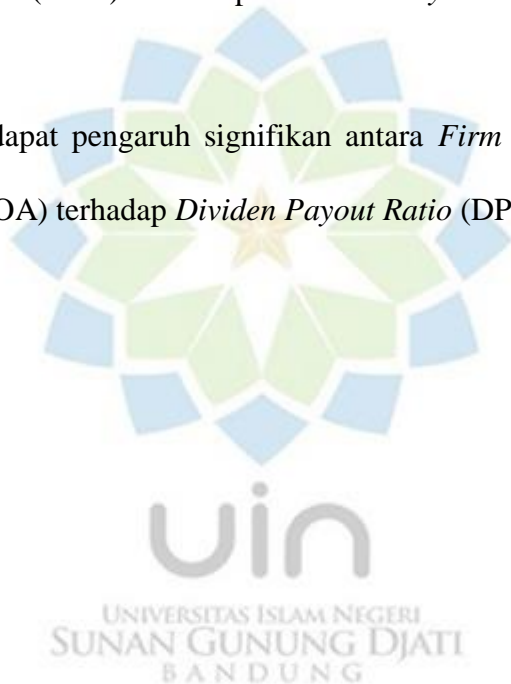 dapat pengaruh signifikan antara Firm
OA) terhadap Dividen Payout Ratio (DP
uin
UNIVERSITAS ISLAM NEGERI
SUNAN GUNUNG DJATI
BANDUNG